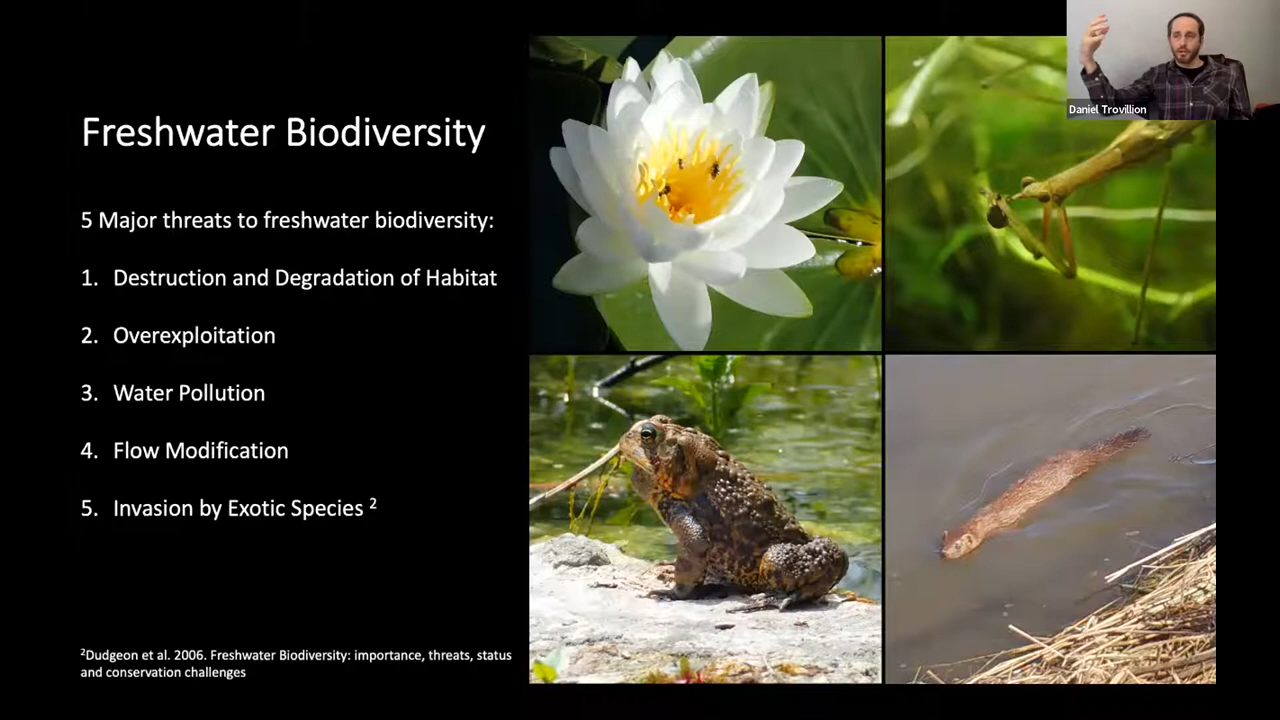 Freshwater Biodiversity
5 Major threats to freshwater biodiversity:
1. Destruction and Degradation of Habitat
2. Overexploitation
3. Water Pollution
4. Flow Modification
5. Invasion by Exotic Species ²
²Dudgeon et al. 2006. Freshwater Biodiversity: importance, threats, status
and conservation challenges
Daniel Trovillion